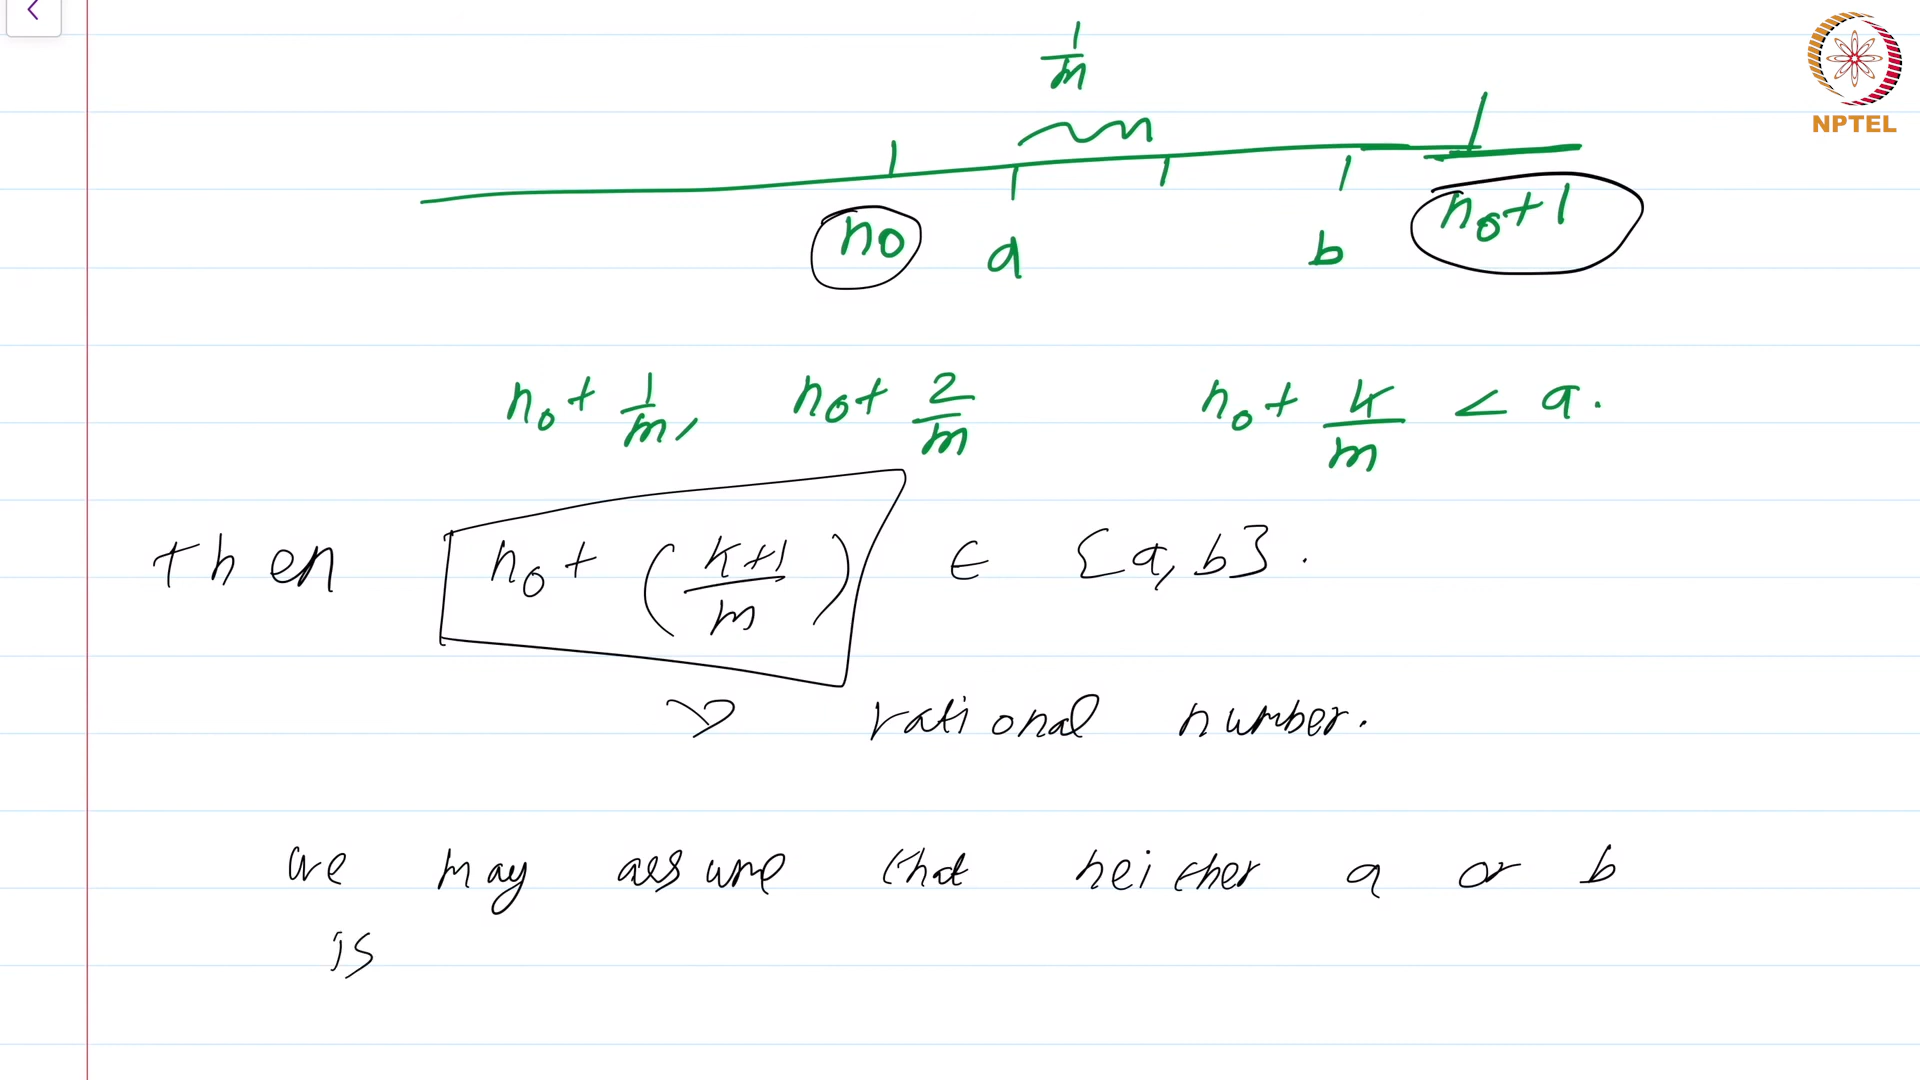 1/m
NPTEL
n₀ a b n₀+1
n₀ + 1/m, n₀ + 2/m n₀ + k/m < a.
then n₀ + (k+1/m) ∈ {a, b}.
rational number.
we may assume that neither a or b
is